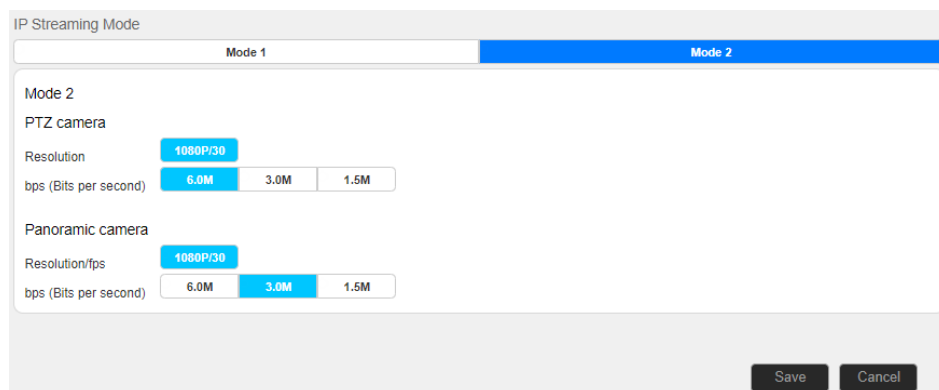 IP Streaming Mode
Mode 1 Mode 2
Mode 2
PTZ camera
Resolution 1080P/30
bps (Bits per second) 6.0M 3.0M 1.5M
Panoramic camera
Resolution/fps 1080P/30
bps (Bits per second) 6.0M 3.0M 1.5M
Save Cancel